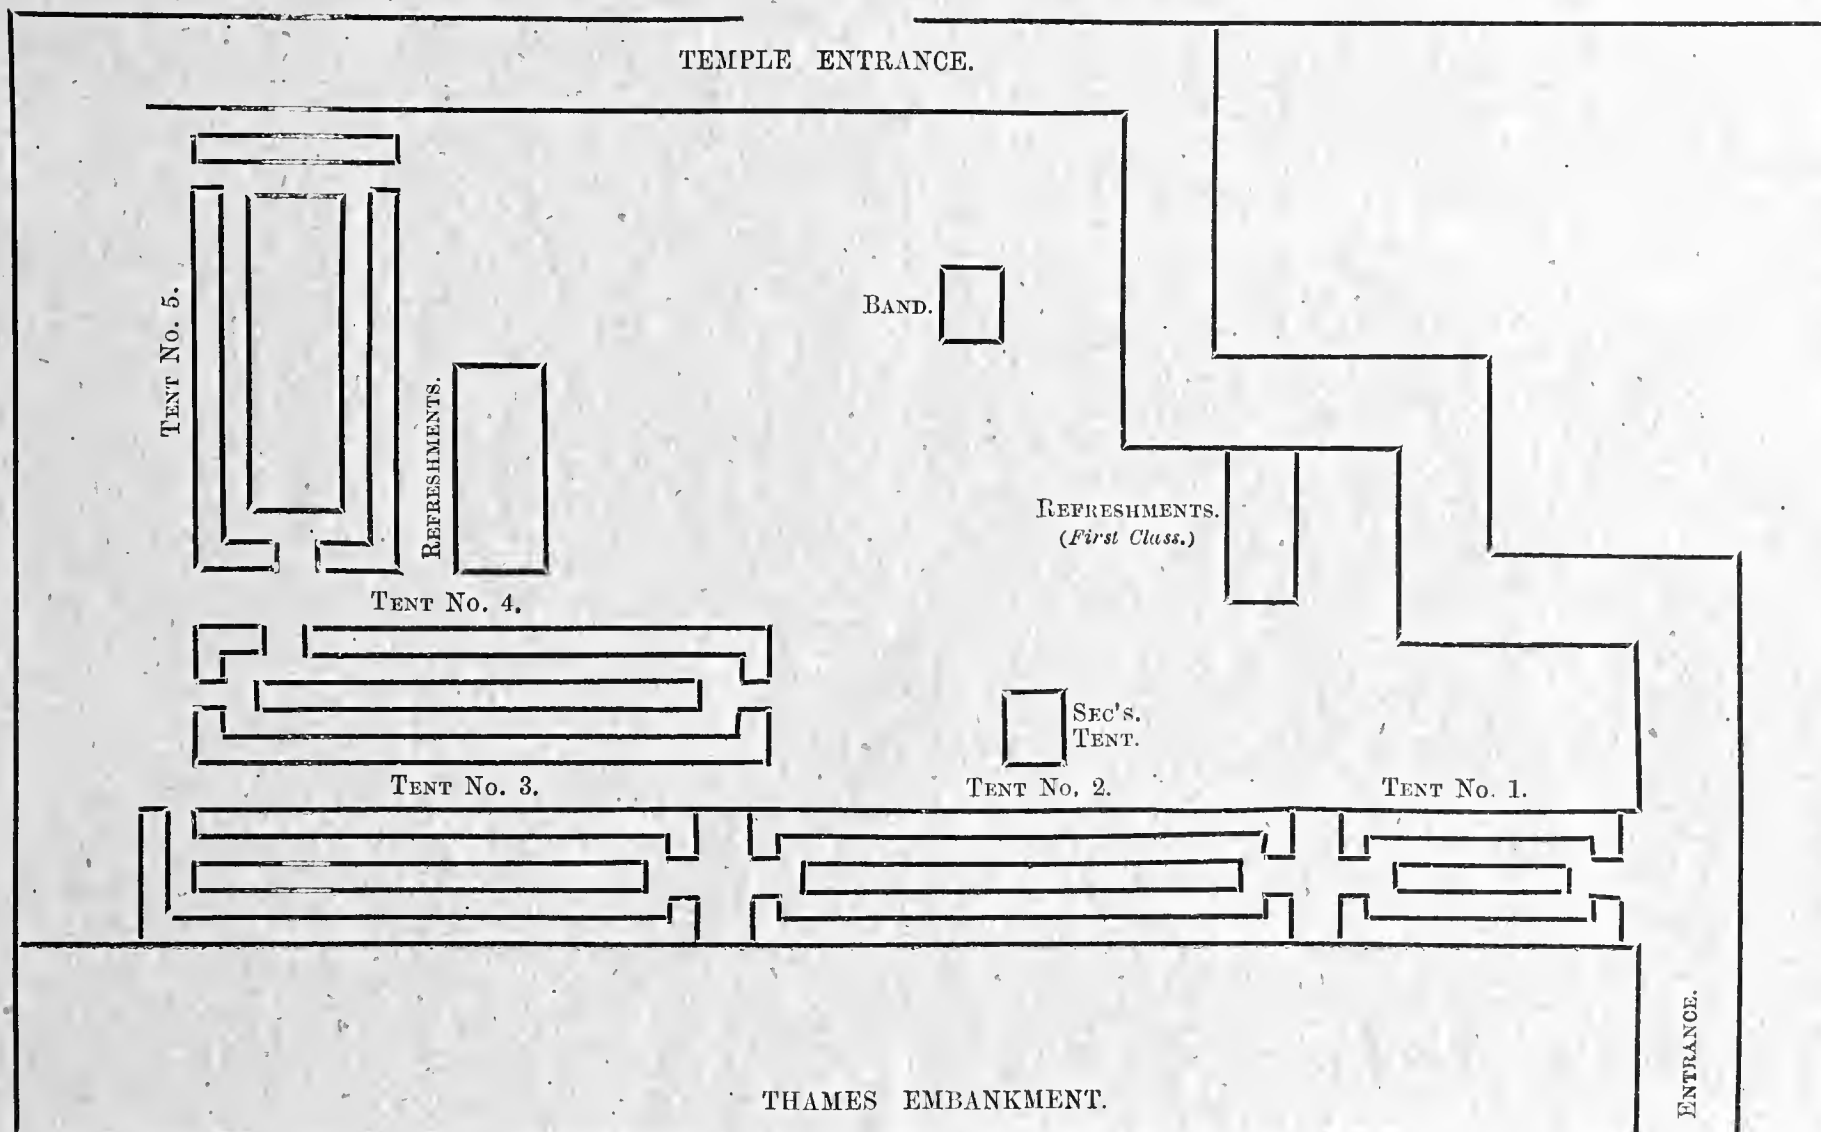 TEMPLE ENTRANCE.
TENT No. 5.
BAND.
REFRESHMENTS.
REFRESHMENTS.
(First Class.)
TENT No. 4.
SEC'S.
TENT.
TENT No. 3.
TENT No. 2.
TENT No. 1.
ENTRANCE.
THAMES EMBANKMENT.